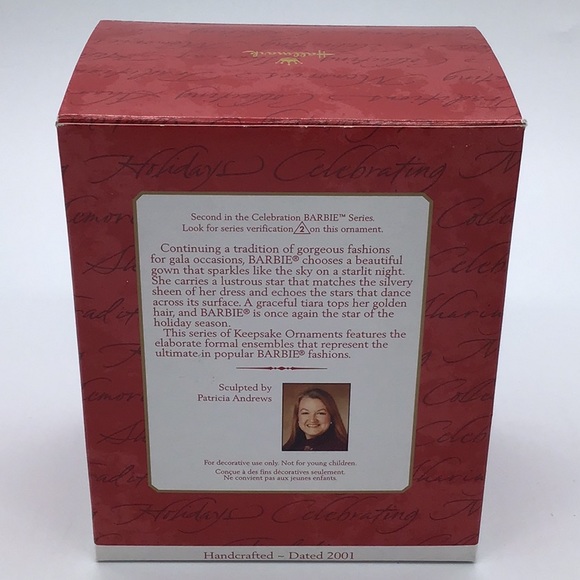 Hallmark
Holidays Celebrating
Second in the Celebration BARBIE™ Series.
Look for series verification 2 on this ornament.
Continuing a tradition of gorgeous fashions
for gala occasions, BARBIE® chooses a beautiful
gown that sparkles like the sky on a starlit night.
She carries a lustrous star that matches the silvery
sheen of her dress and echoes the stars that dance
across its surface. A graceful tiara tops her golden
hair, and BARBIE® is once again the star of the
holiday season.
This series of Keepsake Ornaments features the
elaborate formal ensembles that represent the
ultimate in popular BARBIE® fashions.
Sculpted by
Patricia Andrews
For decorative use only. Not for young children.
Conçue à des fins décoratives seulement.
Ne convient pas aux jeunes enfants.
Holidays Celebrating
Handcrafted ~ Dated 2001